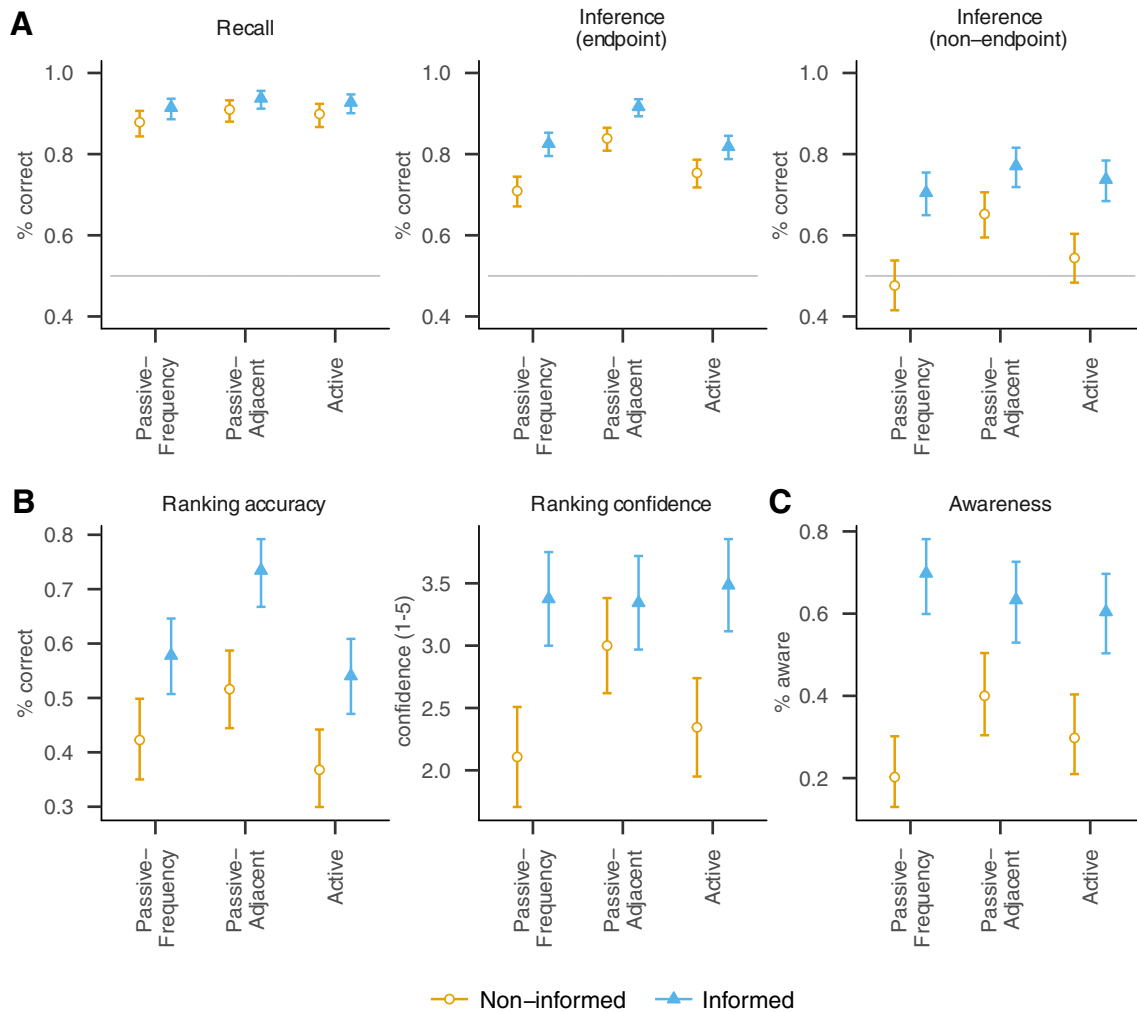 A
Recall
Inference
(endpoint)
Inference
(non−endpoint)
% correct
1.0
0.8
0.6
0.4
Passive−
Frequency
Passive−
Adjacent
Active
% correct
1.0
0.8
0.6
0.4
Passive−
Frequency
Passive−
Adjacent
Active
% correct
1.0
0.8
0.6
0.4
Passive−
Frequency
Passive−
Adjacent
Active
B
Ranking accuracy
% correct
0.8
0.7
0.6
0.5
0.4
0.3
Passive−
Frequency
Passive−
Adjacent
Active
Ranking confidence
confidence (1-5)
3.5
3.0
2.5
2.0
Passive−
Frequency
Passive−
Adjacent
Active
C
Awareness
% aware
0.8
0.6
0.4
0.2
Passive−
Frequency
Passive−
Adjacent
Active
Non−informed
Informed